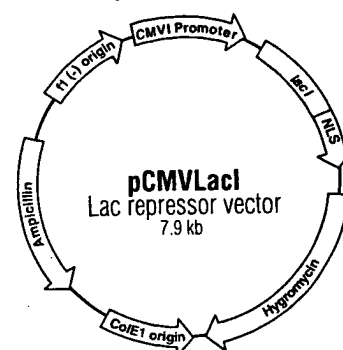 CMVI Promoter
lacI
NLS
Hygromycin
ColE1 origin
Ampicillin
f1 (-) origin
pCMVLacI
Lac repressor vector
7.9 kb